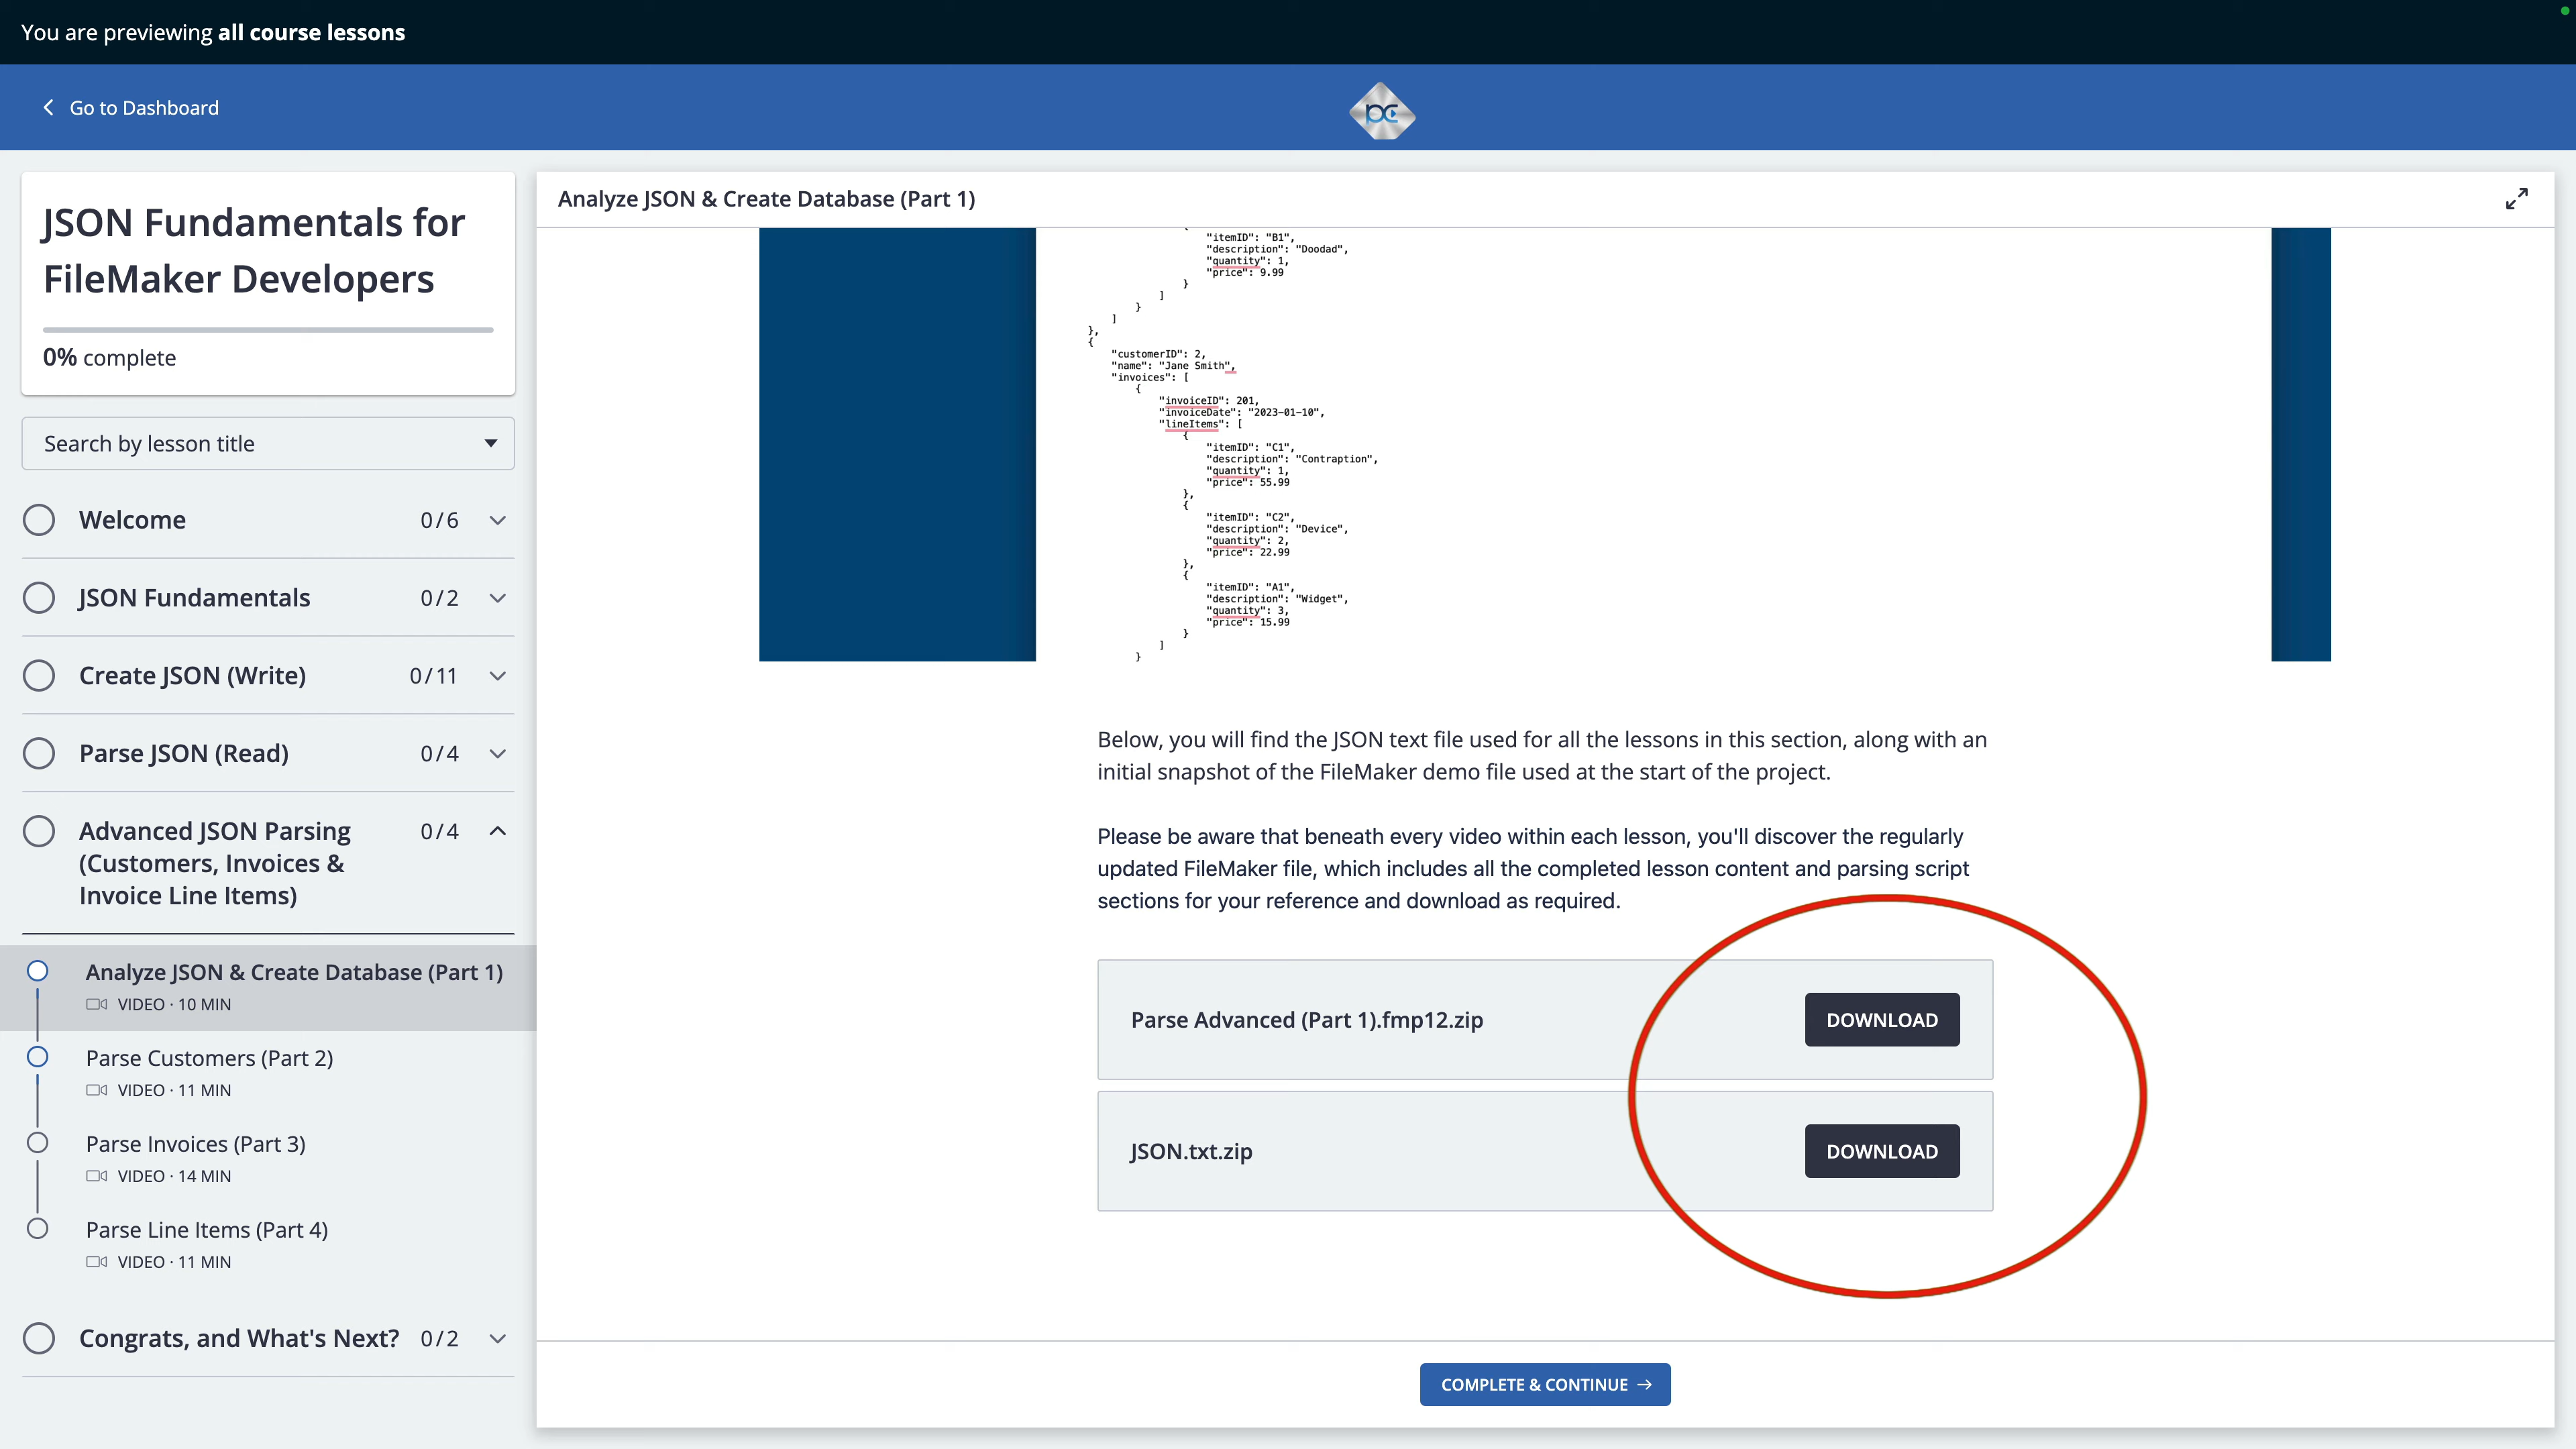 You are previewing all course lessons
Go to Dashboard
pc
JSON Fundamentals for
FileMaker Developers
0% complete
Search by lesson title
Welcome 0/6
JSON Fundamentals 0/2
Create JSON (Write) 0/11
Parse JSON (Read) 0/4
Advanced JSON Parsing 0/4
(Customers, Invoices &
Invoice Line Items)
Analyze JSON & Create Database (Part 1)
VIDEO · 10 MIN
Parse Customers (Part 2)
VIDEO · 11 MIN
Parse Invoices (Part 3)
VIDEO · 14 MIN
Parse Line Items (Part 4)
VIDEO · 11 MIN
Congrats, and What's Next? 0/2
Analyze JSON & Create Database (Part 1)
"itemID": "B1",
"description": "Doodad",
"quantity": 1,
"price": 9.99
}
]
}
]
},
{
"customerID": 2,
"name": "Jane Smith",
"invoices": [
{
"invoiceID": 201,
"invoiceDate": "2023-01-10",
"lineItems": [
{
"itemID": "C1",
"description": "Contraption",
"quantity": 1,
"price": 55.99
},
{
"itemID": "C2",
"description": "Device",
"quantity": 2,
"price": 22.99
},
{
"itemID": "A1",
"description": "Widget",
"quantity": 3,
"price": 15.99
}
]
}
Below, you will find the JSON text file used for all the lessons in this section, along with an
initial snapshot of the FileMaker demo file used at the start of the project.
Please be aware that beneath every video within each lesson, you'll discover the regularly
updated FileMaker file, which includes all the completed lesson content and parsing script
sections for your reference and download as required.
Parse Advanced (Part 1).fmp12.zip DOWNLOAD
JSON.txt.zip DOWNLOAD
COMPLETE & CONTINUE →